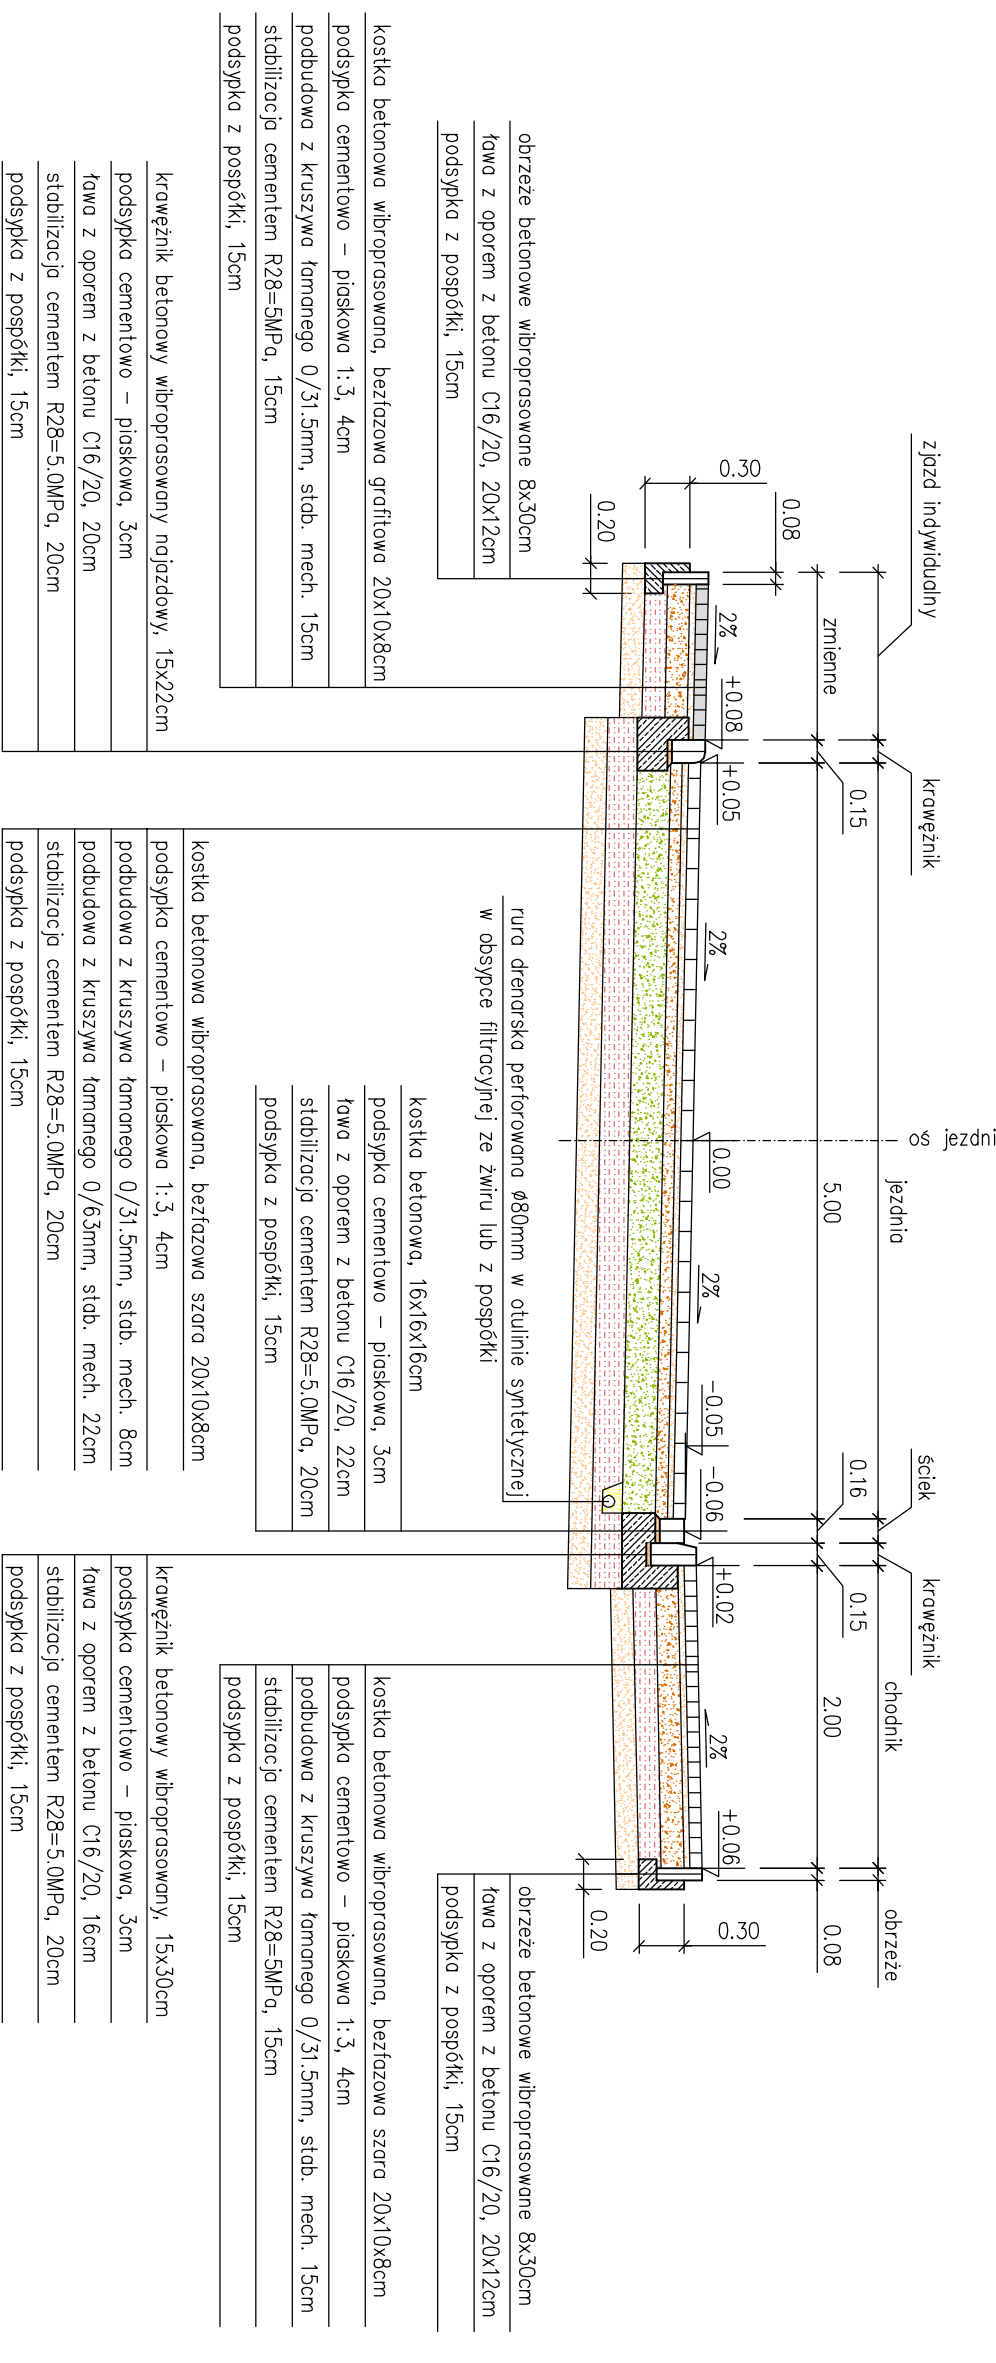 zjazd indywidualny
krawężnik
oś jezdni
jezdnia
ściek
krawężnik
chodnik
obrzeże
zmienne
0.15
5.00
0.16
0.15
2.00
0.08
0.08
0.30
0.20
2%
+0.08
+0.05
2%
0.00
2%
-0.05
-0.06
+0.02
2%
+0.06
0.30
0.20
obrzeże betonowe wibroprasowane 8x30cm
ława z oporem z betonu C16/20, 20x12cm
podsypka z pospółki, 15cm
kostka betonowa wibroprasowana, bezfazowa grafitowa 20x10x8cm
podsypka cementowo - piaskowa 1:3, 4cm
podbudowa z kruszywa łamanego 0/31.5mm, stab. mech. 15cm
stabilizacja cementem R28=5MPa, 15cm
podsypka z pospółki, 15cm
krawężnik betonowy wibroprasowany najazdowy, 15x22cm
podsypka cementowo - piaskowa, 3cm
ława z oporem z betonu C16/20, 20cm
stabilizacja cementem R28=5.0MPa, 20cm
podsypka z pospółki, 15cm
rura drenarska perforowana ø80mm w otulinie syntetycznej
w obsypce filtracyjnej ze żwiru lub z pospółki
kostka betonowa, 16x16x16cm
podsypka cementowo - piaskowa, 3cm
ława z oporem z betonu C16/20, 22cm
stabilizacja cementem R28=5.0MPa, 20cm
podsypka z pospółki, 15cm
kostka betonowa wibroprasowana, bezfazowa szara 20x10x8cm
podsypka cementowo - piaskowa 1:3, 4cm
podbudowa z kruszywa łamanego 0/31.5mm, stab. mech. 8cm
podbudowa z kruszywa łamanego 0/63mm, stab. mech. 22cm
stabilizacja cementem R28=5.0MPa, 20cm
podsypka z pospółki, 15cm
obrzeże betonowe wibroprasowane 8x30cm
ława z oporem z betonu C16/20, 20x12cm
podsypka z pospółki, 15cm
kostka betonowa wibroprasowana, bezfazowa szara 20x10x8cm
podsypka cementowo - piaskowa 1:3, 4cm
podbudowa z kruszywa łamanego 0/31.5mm, stab. mech. 15cm
stabilizacja cementem R28=5MPa, 15cm
podsypka z pospółki, 15cm
krawężnik betonowy wibroprasowany, 15x30cm
podsypka cementowo - piaskowa, 3cm
ława z oporem z betonu C16/20, 16cm
stabilizacja cementem R28=5.0MPa, 20cm
podsypka z pospółki, 15cm